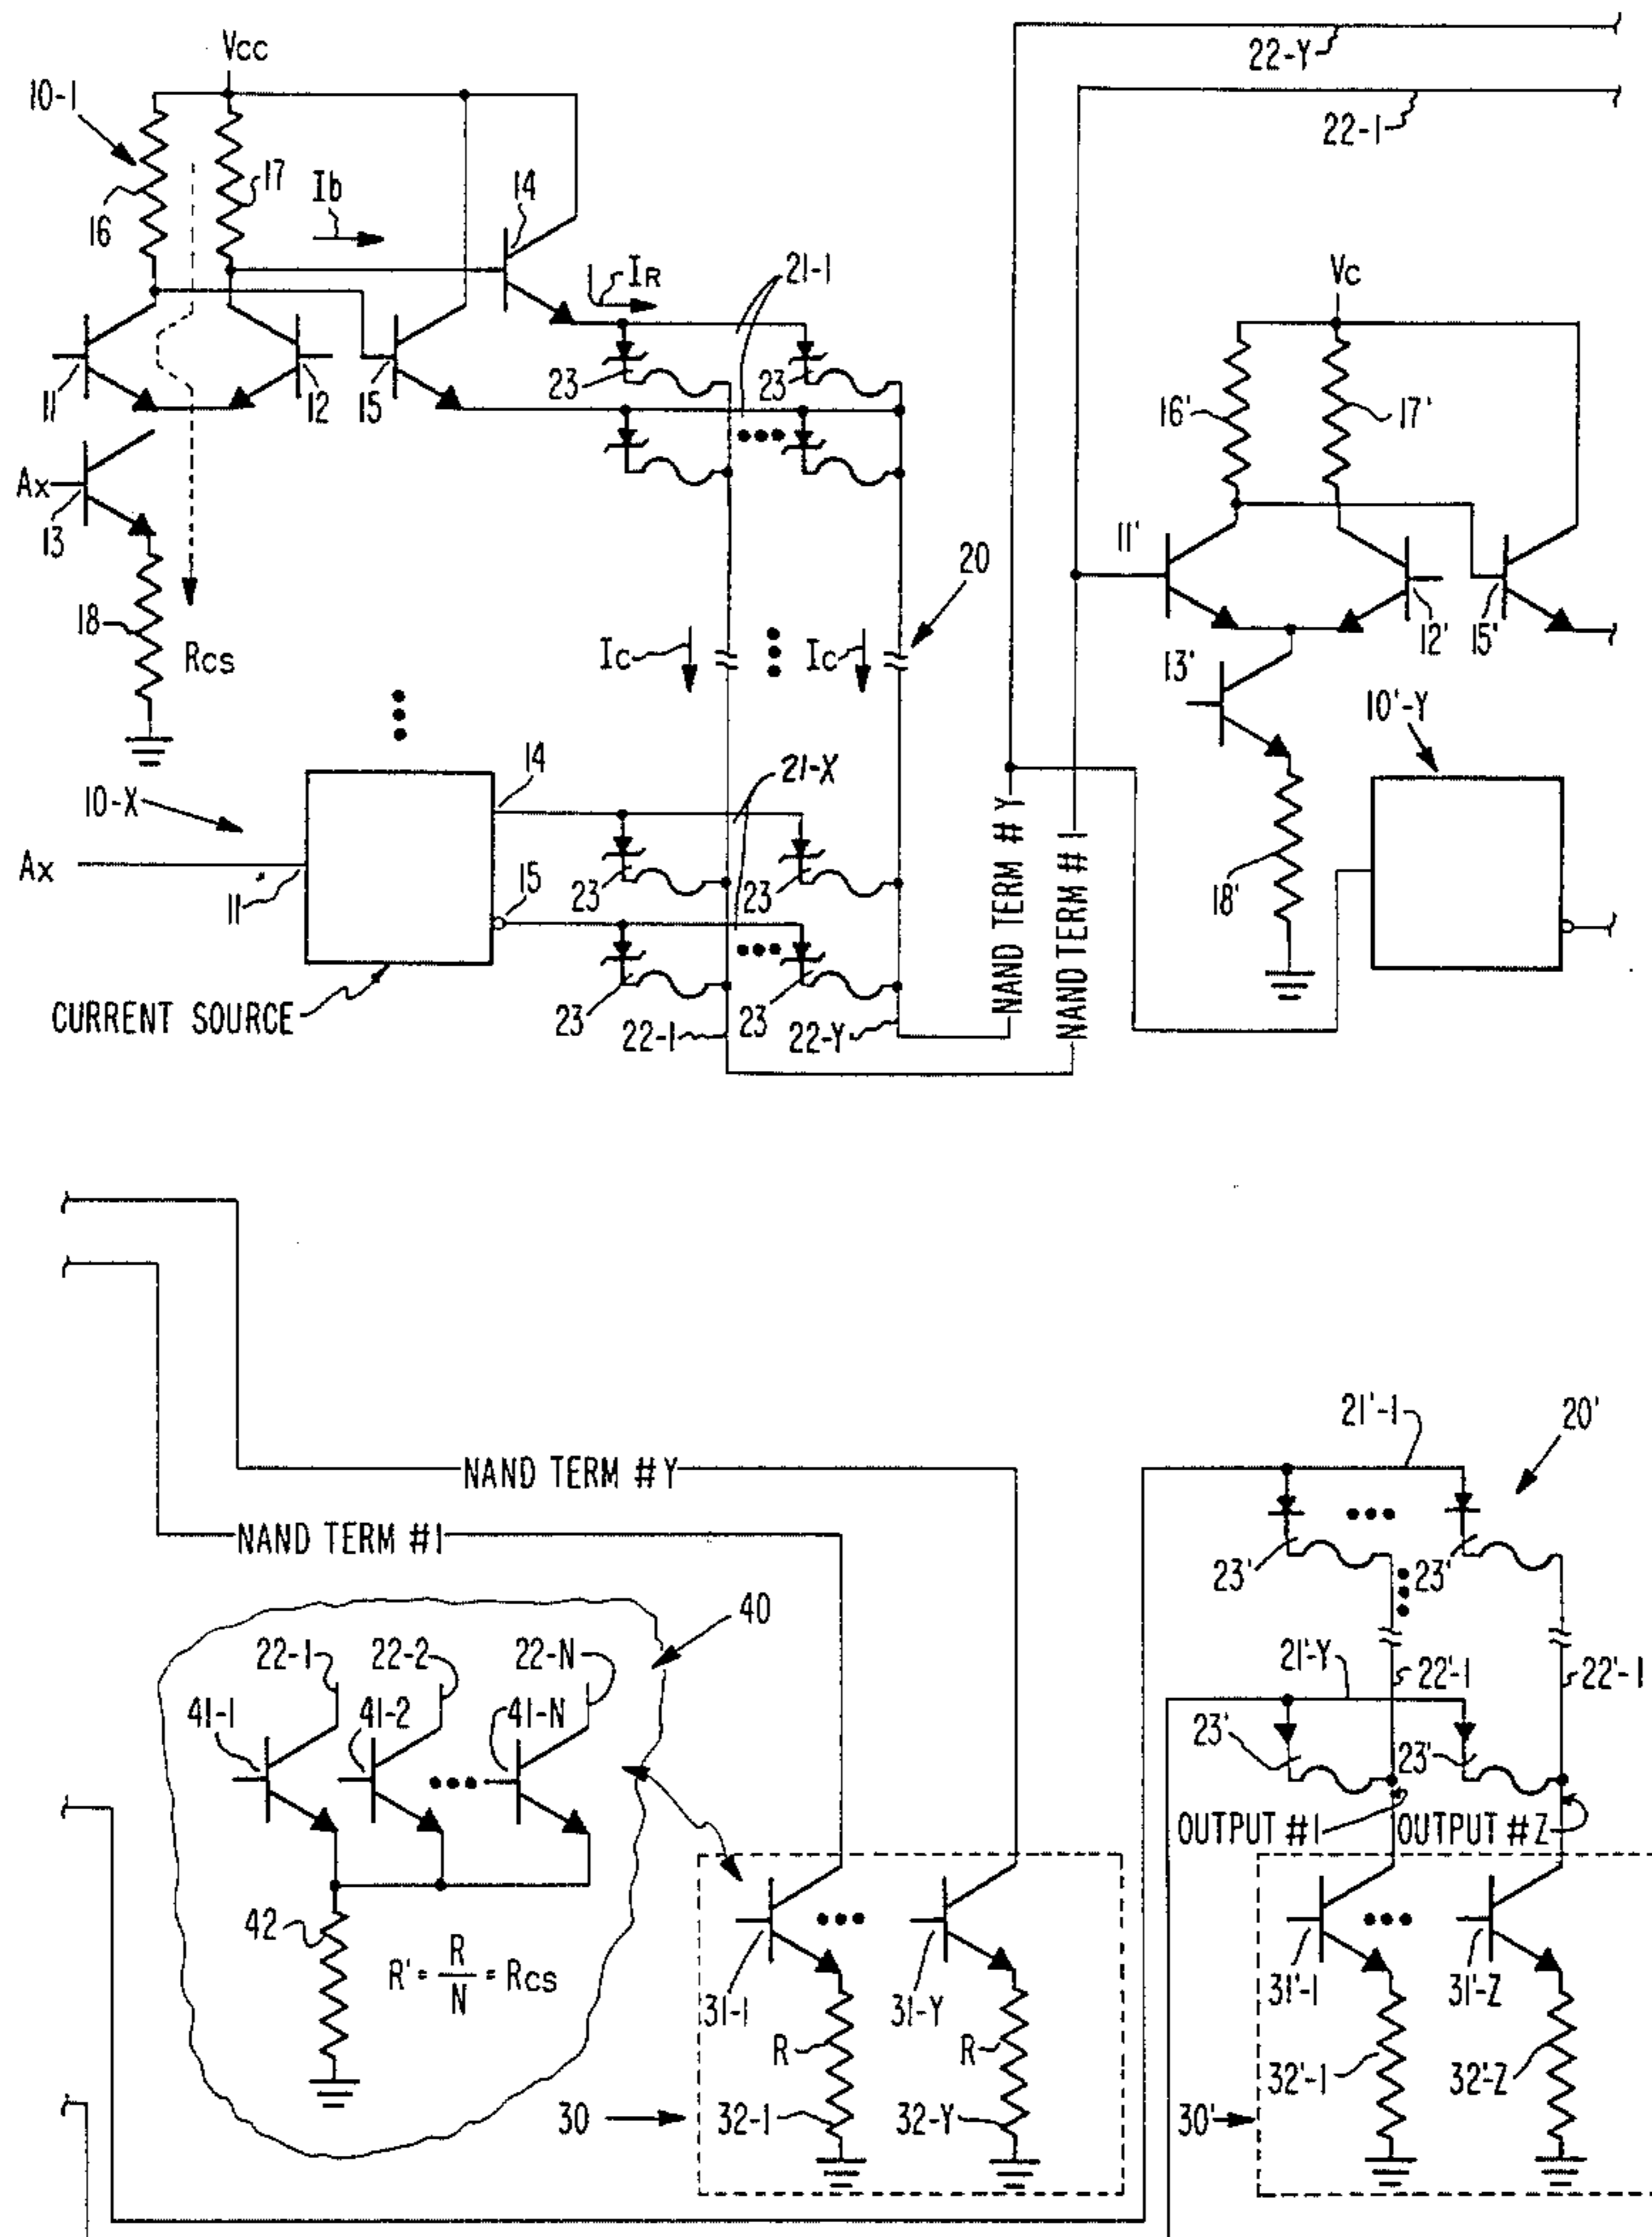 22-Y
Vcc
10-1
22-1
17
Ib
14
16
IR
21-1
Vc
23
23
11
12
15
16'
17'
Ax
13
11'
20
18
Rcs
Ic
Ic
12'
15'
13'
10'-Y
14
21-X
10-X
NAND TERM #Y
NAND TERM #1
Ax
23
23
18'
11
15
CURRENT SOURCE
23
23
22-1
22-Y
21'-1
20'
NAND TERM #Y
NAND TERM #1
23'
23'
40
22-1
22-2
22-N
21'-Y
22'-1
22'-1
41-1
41-2
41-N
23'
23'
OUTPUT #1
OUTPUT #Z
42
R' = R/N = Rcs
31-1
31-Y
31'-1
31'-Z
R
R
32'-1
32'-Z
30
32-1
32-Y
30'